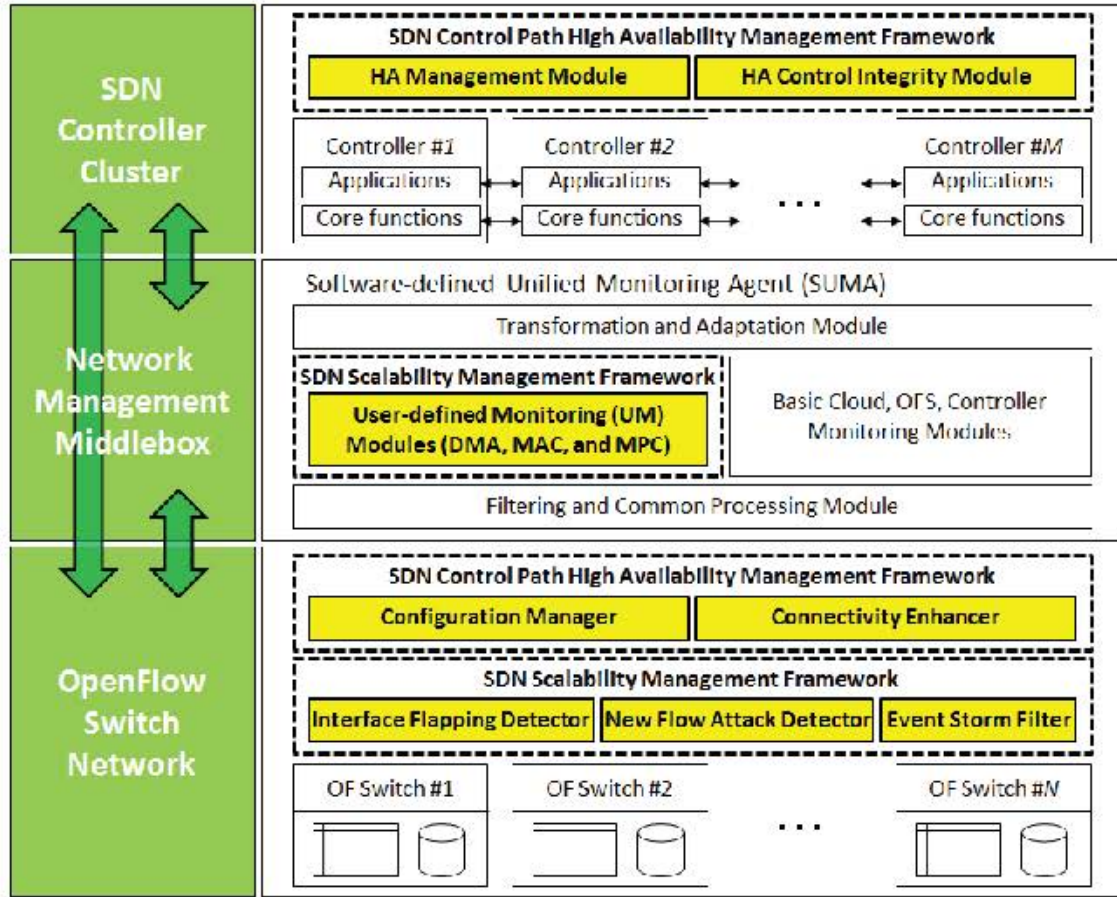 SDN
Controller
Cluster
SDN Control Path High Availability Management Framework
HA Management Module
HA Control Integrity Module
Controller #1
Controller #2
Controller #M
Applications
Applications
. . .
Applications
Core functions
Core functions
Core functions
Network
Management
Middlebox
Software-defined Unified Monitoring Agent (SUMA)
Transformation and Adaptation Module
SDN Scalability Management Framework
User-defined Monitoring (UM)
Modules (DMA, MAC, and MPC)
Basic Cloud, OFS, Controller
Monitoring Modules
Filtering and Common Processing Module
OpenFlow
Switch
Network
SDN Control Path High Availability Management Framework
Configuration Manager
Connectivity Enhancer
SDN Scalability Management Framework
Interface Flapping Detector
New Flow Attack Detector
Event Storm Filter
OF Switch #1
OF Switch #2
. . .
OF Switch #N